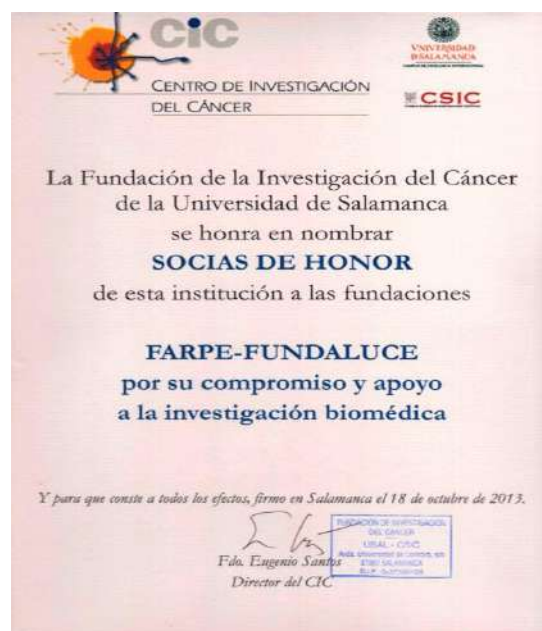 CiC
CENTRO DE INVESTIGACIÓN
DEL CÁNCER
VNIVERSIDAD
D SALAMANCA
CSIC
La Fundación de la Investigación del Cáncer
de la Universidad de Salamanca
se honra en nombrar
SOCIAS DE HONOR
de esta institución a las fundaciones
FARPE-FUNDALUCE
por su compromiso y apoyo
a la investigación biomédica
Y para que conste a todos los efectos, firmo en Salamanca el 18 de octubre de 2013.
Fdo. Eugenio Santos
Director del CIC
FUNDACIÓN DE INVESTIGACIÓN
DEL CÁNCER
USAL - CSIC
SALAMANCA